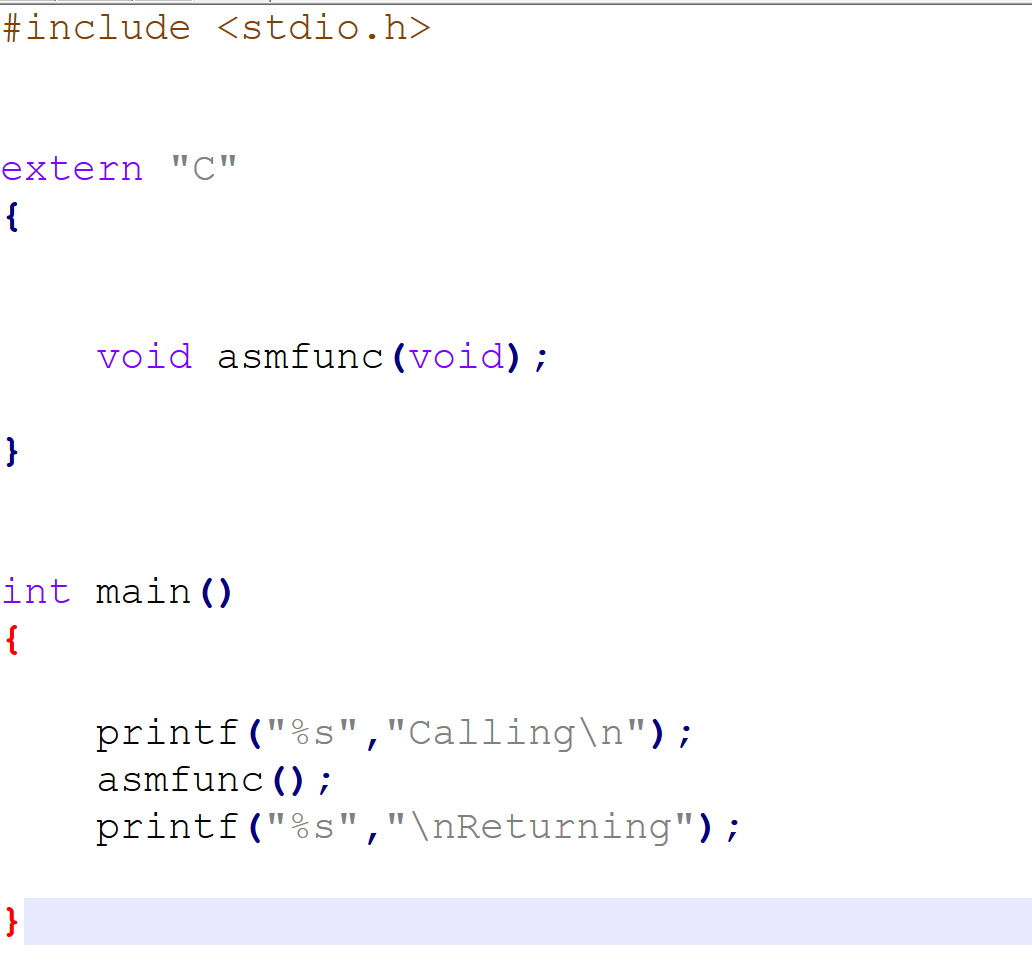 #include <stdio.h>
extern "C"
{
void asmfunc(void);
}
int main()
{
printf("%s","Calling\n");
asmfunc();
printf("%s","\nReturning");
}